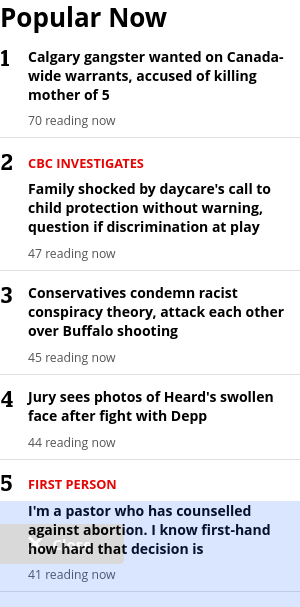 Popular Now
1 Calgary gangster wanted on Canada-
wide warrants, accused of killing
mother of 5
70 reading now
2 CBC INVESTIGATES
Family shocked by daycare's call to
child protection without warning,
question if discrimination at play
47 reading now
3 Conservatives condemn racist
conspiracy theory, attack each other
over Buffalo shooting
45 reading now
4 Jury sees photos of Heard's swollen
face after fight with Depp
44 reading now
5 FIRST PERSON
I'm a pastor who has counselled
against abortion. I know first-hand
how hard that decision is
41 reading now